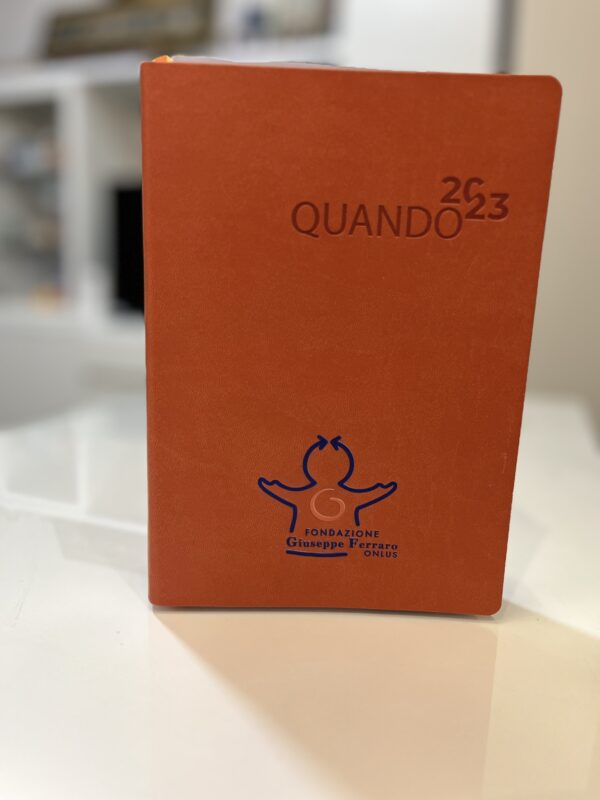 QUANDO 2023
FONDAZIONE
Giuseppe Ferraro
ONLUS